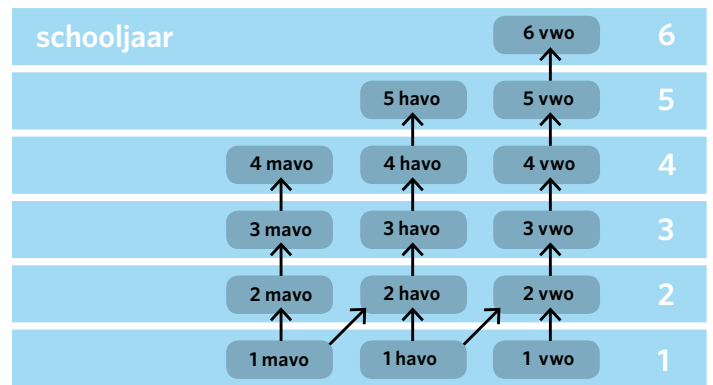 schooljaar 6 vwo 6
5 havo 5 vwo 5
4 mavo 4 havo 4 vwo 4
3 mavo 3 havo 3 vwo 3
2 mavo 2 havo 2 vwo 2
1 mavo 1 havo 1 vwo 1